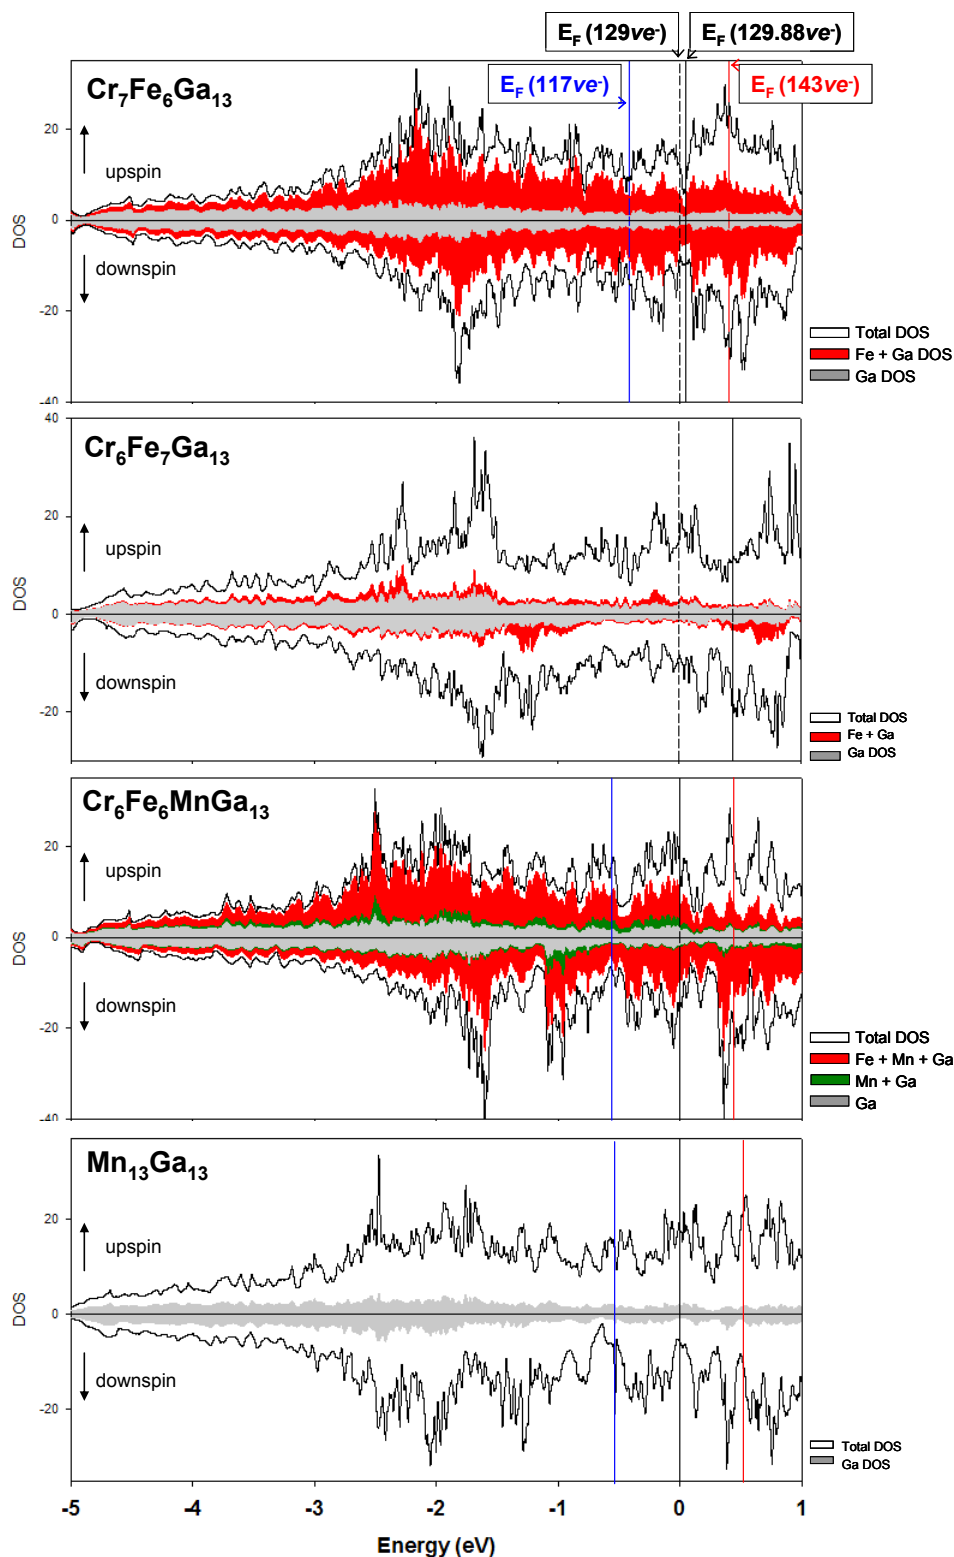 E_F (129ve-) E_F (129.88ve-)
E_F (117ve-) E_F (143ve-)
Cr7Fe6Ga13
20
upspin
0
DOS
downspin
-20
-40
Total DOS
Fe + Ga DOS
Ga DOS
40
Cr6Fe7Ga13
20
upspin
DOS
0
downspin
-20
Total DOS
Fe + Ga
Ga DOS
Cr6Fe6MnGa13
20
upspin
0
DOS
downspin
-20
-40
Total DOS
Fe + Mn + Ga
Mn + Ga
Ga
Mn13Ga13
20
upspin
0
DOS
downspin
-20
Total DOS
Ga DOS
-5 -4 -3 -2 -1 0 1
Energy (eV)